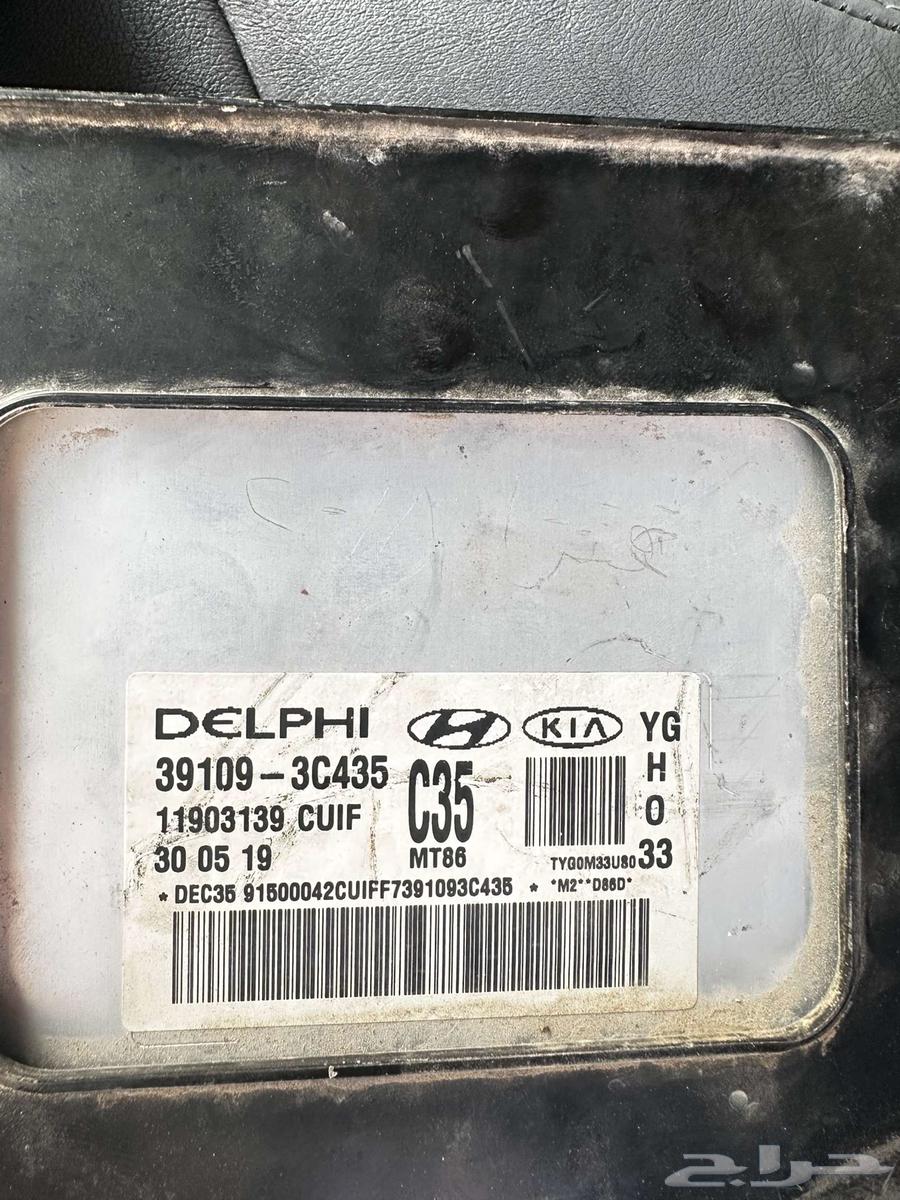 DELPHI H KIA YG
39109-3C435 C35 H
11903139 CUIF O
30 05 19 MT86 TYG0M33U80 33
*DEC35 91500042CUIFF7391093C435 * *M2**D86D*
حراج